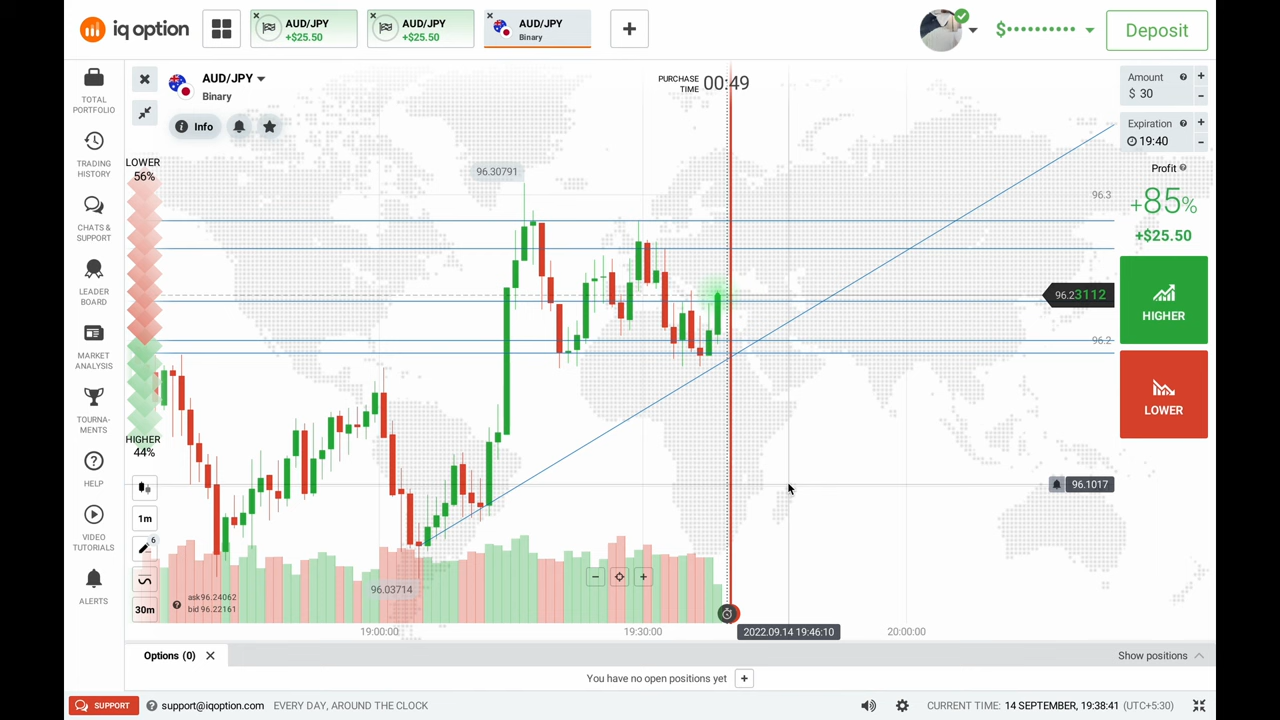 iq option
AUD/JPY
+$25.50
AUD/JPY
+$25.50
AUD/JPY
Binary
$••••••••••
Deposit
TOTAL
PORTFOLIO
TRADING
HISTORY
CHATS &
SUPPORT
LEADER
BOARD
MARKET
ANALYSIS
TOURNA-
MENTS
HELP
VIDEO
TUTORIALS
ALERTS
AUD/JPY
Binary
Info
PURCHASE
TIME
00:49
LOWER
56%
HIGHER
44%
1m
6
30m
96.30791
96.03714
ask96.24062
bid 96.22161
96.3
96.23112
96.2
96.1017
19:00:00
19:30:00
2022.09.14 19:46:10
20:00:00
Amount
$ 30
Expiration
19:40
Profit
+85%
+$25.50
HIGHER
LOWER
Options (0)
Show positions
You have no open positions yet
SUPPORT
support@iqoption.com
EVERY DAY, AROUND THE CLOCK
CURRENT TIME: 14 SEPTEMBER, 19:38:41 (UTC+5:30)